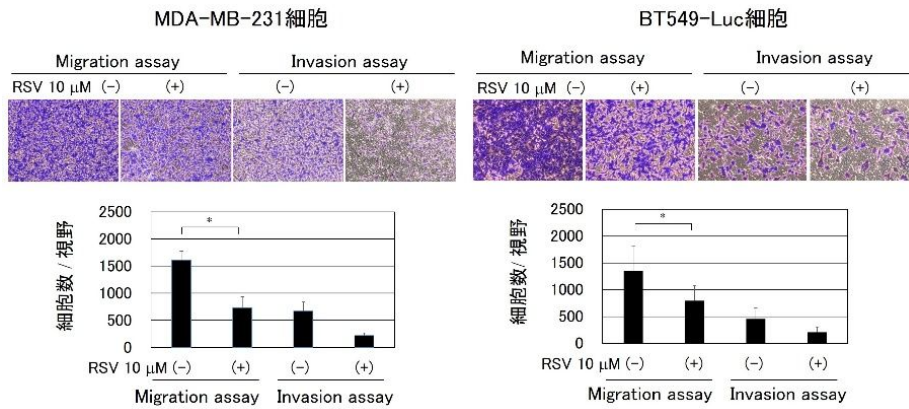 MDA-MB-231細胞
Migration assay Invasion assay
RSV 10 μM (-) (+) (-) (+)
2500
2000
1500
1000
500
0
細胞数 / 視野
*
RSV 10 μM (-) (+) (-) (+)
Migration assay Invasion assay
BT549-Luc細胞
Migration assay Invasion assay
RSV 10 μM (-) (+) (-) (+)
2500
2000
1500
1000
500
0
細胞数 / 視野
*
RSV 10 μM (-) (+) (-) (+)
Migration assay Invasion assay